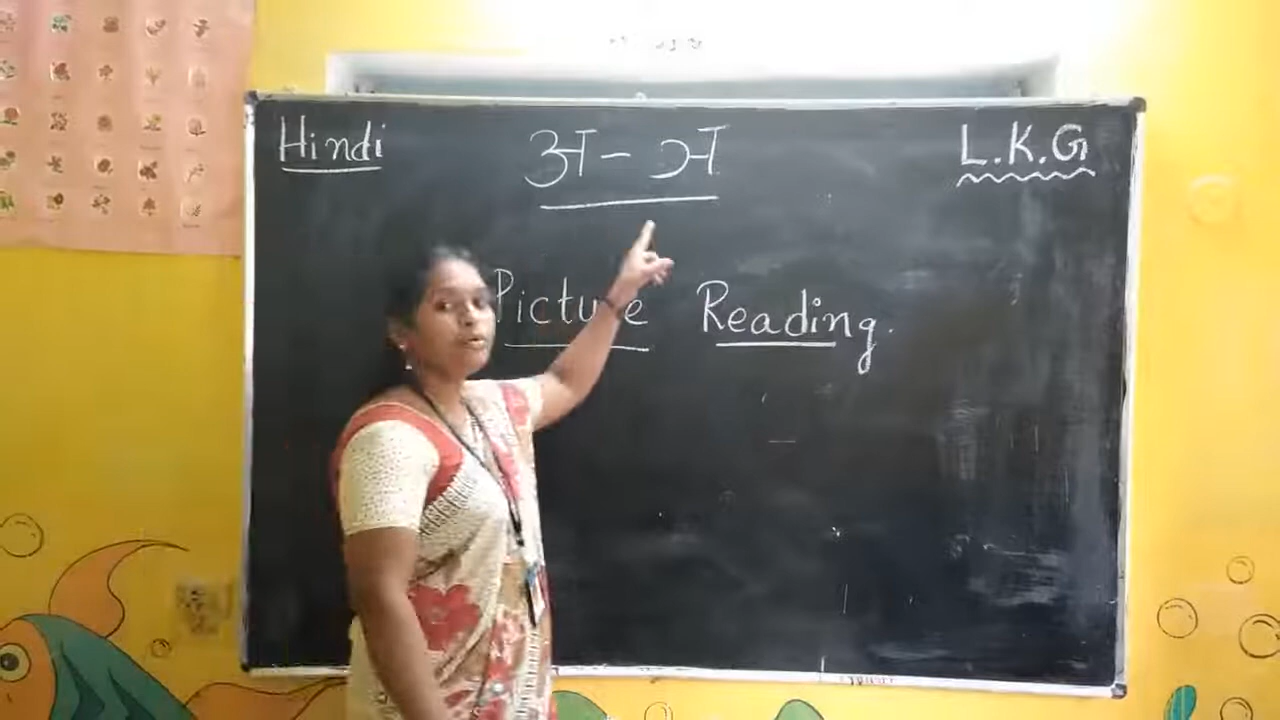 Hindi
अ - ञ
L.K.G
Picture Reading.